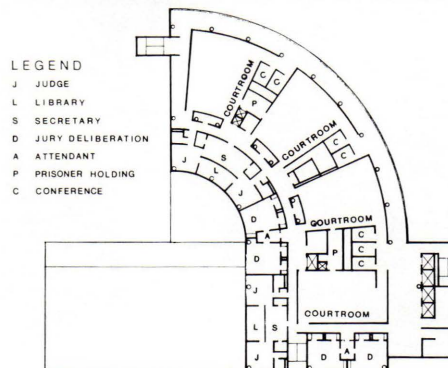 LEGEND
J JUDGE
L LIBRARY
S SECRETARY
D JURY DELIBERATION
A ATTENDANT
P PRISONER HOLDING
C CONFERENCE
COURTROOM
C
C
P
COURTROOM
C
C
S
J
L
J
D
A
D
COURTROOM
C
P
C
C
J
L
S
J
COURTROOM
D
A
D